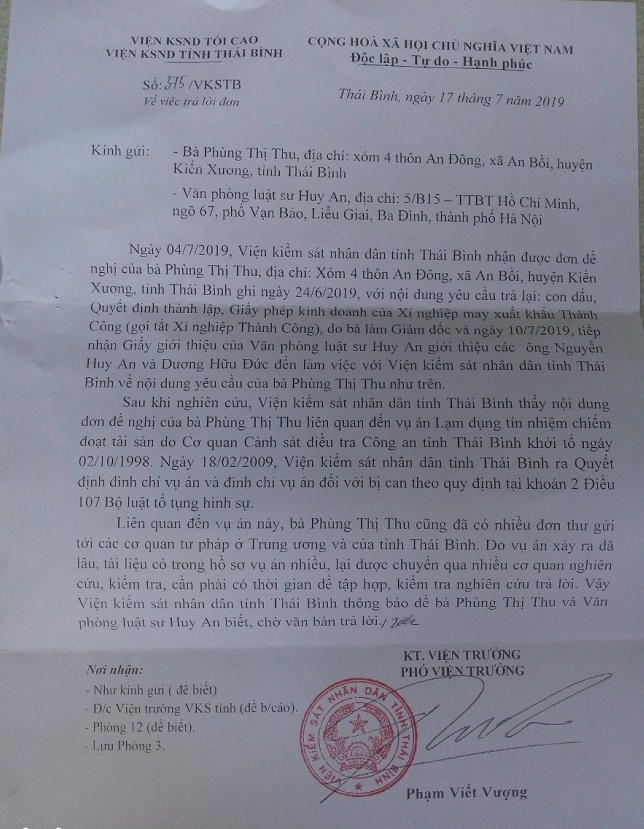 VIỆN KSND TỐI CAO
VIỆN KSND TỈNH THÁI BÌNH
Số: 375 /VKSTB
Về việc trả lời đơn
CỘNG HOÀ XÃ HỘI CHỦ NGHĨA VIỆT NAM
Độc lập - Tự do - Hạnh phúc
Thái Bình, ngày 17 tháng 7 năm 2019
Kính gửi: - Bà Phùng Thị Thu, địa chỉ: xóm 4 thôn An Đông, xã An Bồi, huyện
Kiến Xương, tỉnh Thái Bình
- Văn phòng luật sư Huy An, địa chỉ: 5/B15 – TTBT Hồ Chí Minh,
ngõ 67, phố Vạn Bảo, Liễu Giai, Ba Đình, thành phố Hà Nội
Ngày 04/7/2019, Viện kiểm sát nhân dân tỉnh Thái Bình nhận được đơn đề
nghị của bà Phùng Thị Thu, địa chỉ: Xóm 4 thôn An Đông, xã An Bồi, huyện Kiến
Xương, tỉnh Thái Bình ghi ngày 24/6/2019, với nội dung yêu cầu trả lại: con dấu,
Quyết định thành lập, Giấy phép kinh doanh của Xí nghiệp may xuất khẩu Thành
Công (gọi tắt Xí nghiệp Thành Công), do bà làm Giám đốc và ngày 10/7/2019, tiếp
nhận Giấy giới thiệu của Văn phòng luật sư Huy An giới thiệu các ông Nguyễn
Huy An và Dương Hữu Đức đến làm việc với Viện kiểm sát nhân dân tỉnh Thái
Bình về nội dung yêu cầu của bà Phùng Thị Thu như trên.
Sau khi nghiên cứu, Viện kiểm sát nhân dân tỉnh Thái Bình thấy nội dung
đơn đề nghị của bà Phùng Thị Thu liên quan đến vụ án Lạm dụng tín nhiệm chiếm
đoạt tài sản do Cơ quan Cảnh sát điều tra Công an tỉnh Thái Bình khởi tố ngày
02/10/1998. Ngày 18/02/2009, Viện kiểm sát nhân dân tỉnh Thái Bình ra Quyết
định đình chỉ vụ án và đình chỉ vụ án đối với bị can theo quy định tại khoản 2 Điều
107 Bộ luật tố tụng hình sự.
Liên quan đến vụ án này, bà Phùng Thị Thu cũng đã có nhiều đơn thư gửi
tới các cơ quan tư pháp ở Trung ương và của tỉnh Thái Bình. Do vụ án xảy ra đã
lâu, tài liệu có trong hồ sơ vụ án nhiều, lại được chuyển qua nhiều cơ quan nghiên
cứu, kiểm tra, cần phải có thời gian để tập hợp, kiểm tra nghiên cứu trả lời. Vậy
Viện kiểm sát nhân dân tỉnh Thái Bình thông báo để bà Phùng Thị Thu và Văn
phòng luật sư Huy An biết, chờ văn bản trả lời./
Nơi nhận:
- Như kính gửi ( để biết)
- Đ/c Viện trưởng VKS tỉnh (để b/cáo).
- Phòng 12 (để biết).
- Lưu Phòng 3.
KT. VIỆN TRƯỞNG
PHÓ VIỆN TRƯỞNG
VIỆN KIỂM SÁT NHÂN DÂN TỈNH THÁI BÌNH
Phạm Viết Vượng